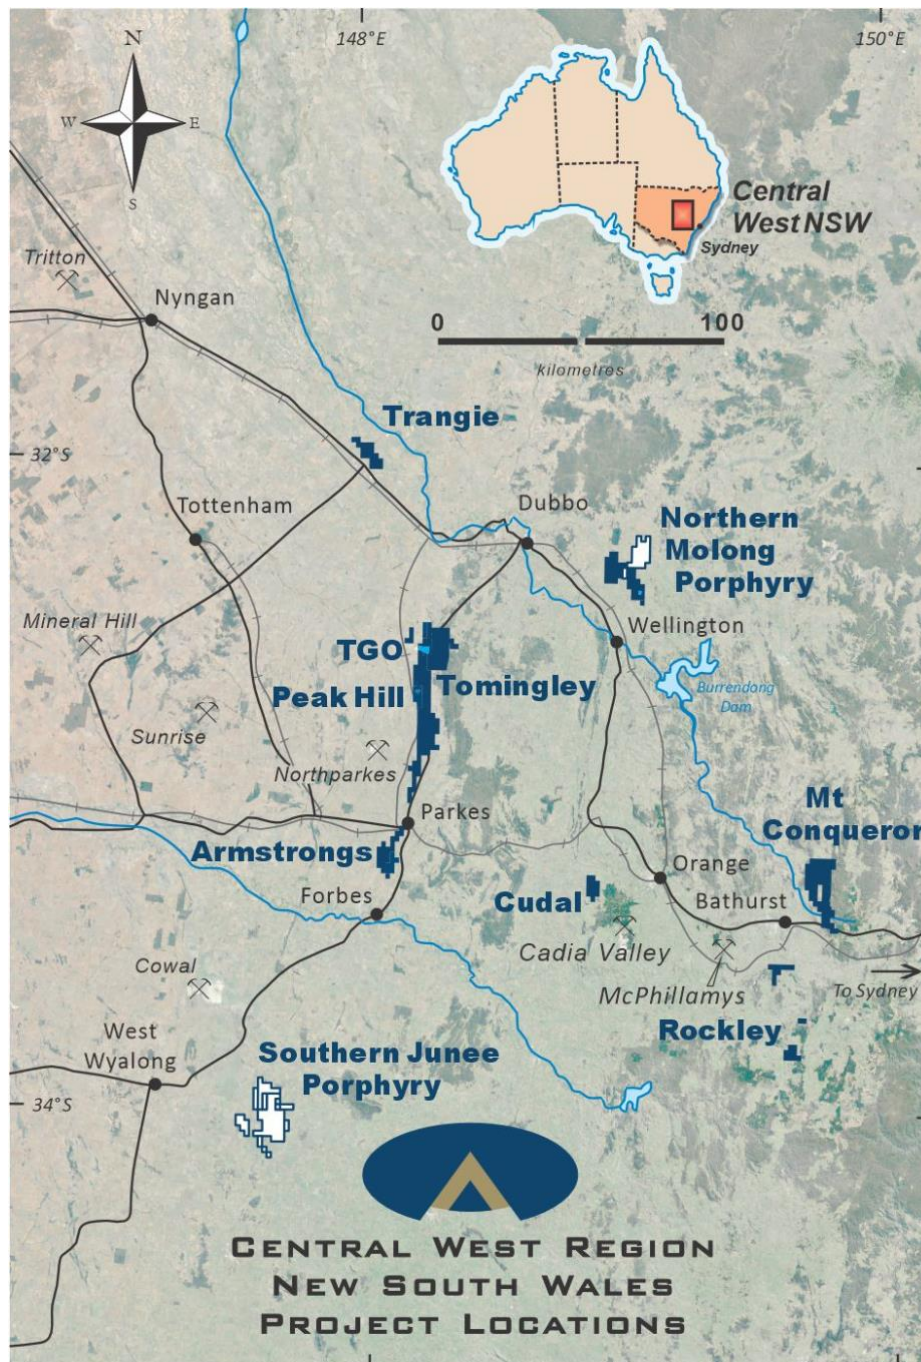 148°E
150°E
N
W
E
S
Central
West NSW
Sydney
Tritton
Nyngan
0
100
kilometres
Trangie
32°S
Tottenham
Dubbo
Northern
Molong
Porphyry
Mineral Hill
Wellington
TGO
Tomingley
Peak Hill
Burrendong
Dam
Sunrise
Northparkes
Mt
Conqueror
Parkes
Armstrongs
Orange
Forbes
Cudal
Bathurst
Cadia Valley
Cowal
McPhillamys
To Sydney
Rockley
West
Wyalong
Southern Junee
Porphyry
34°S
Central West Region
New South Wales
Project Locations